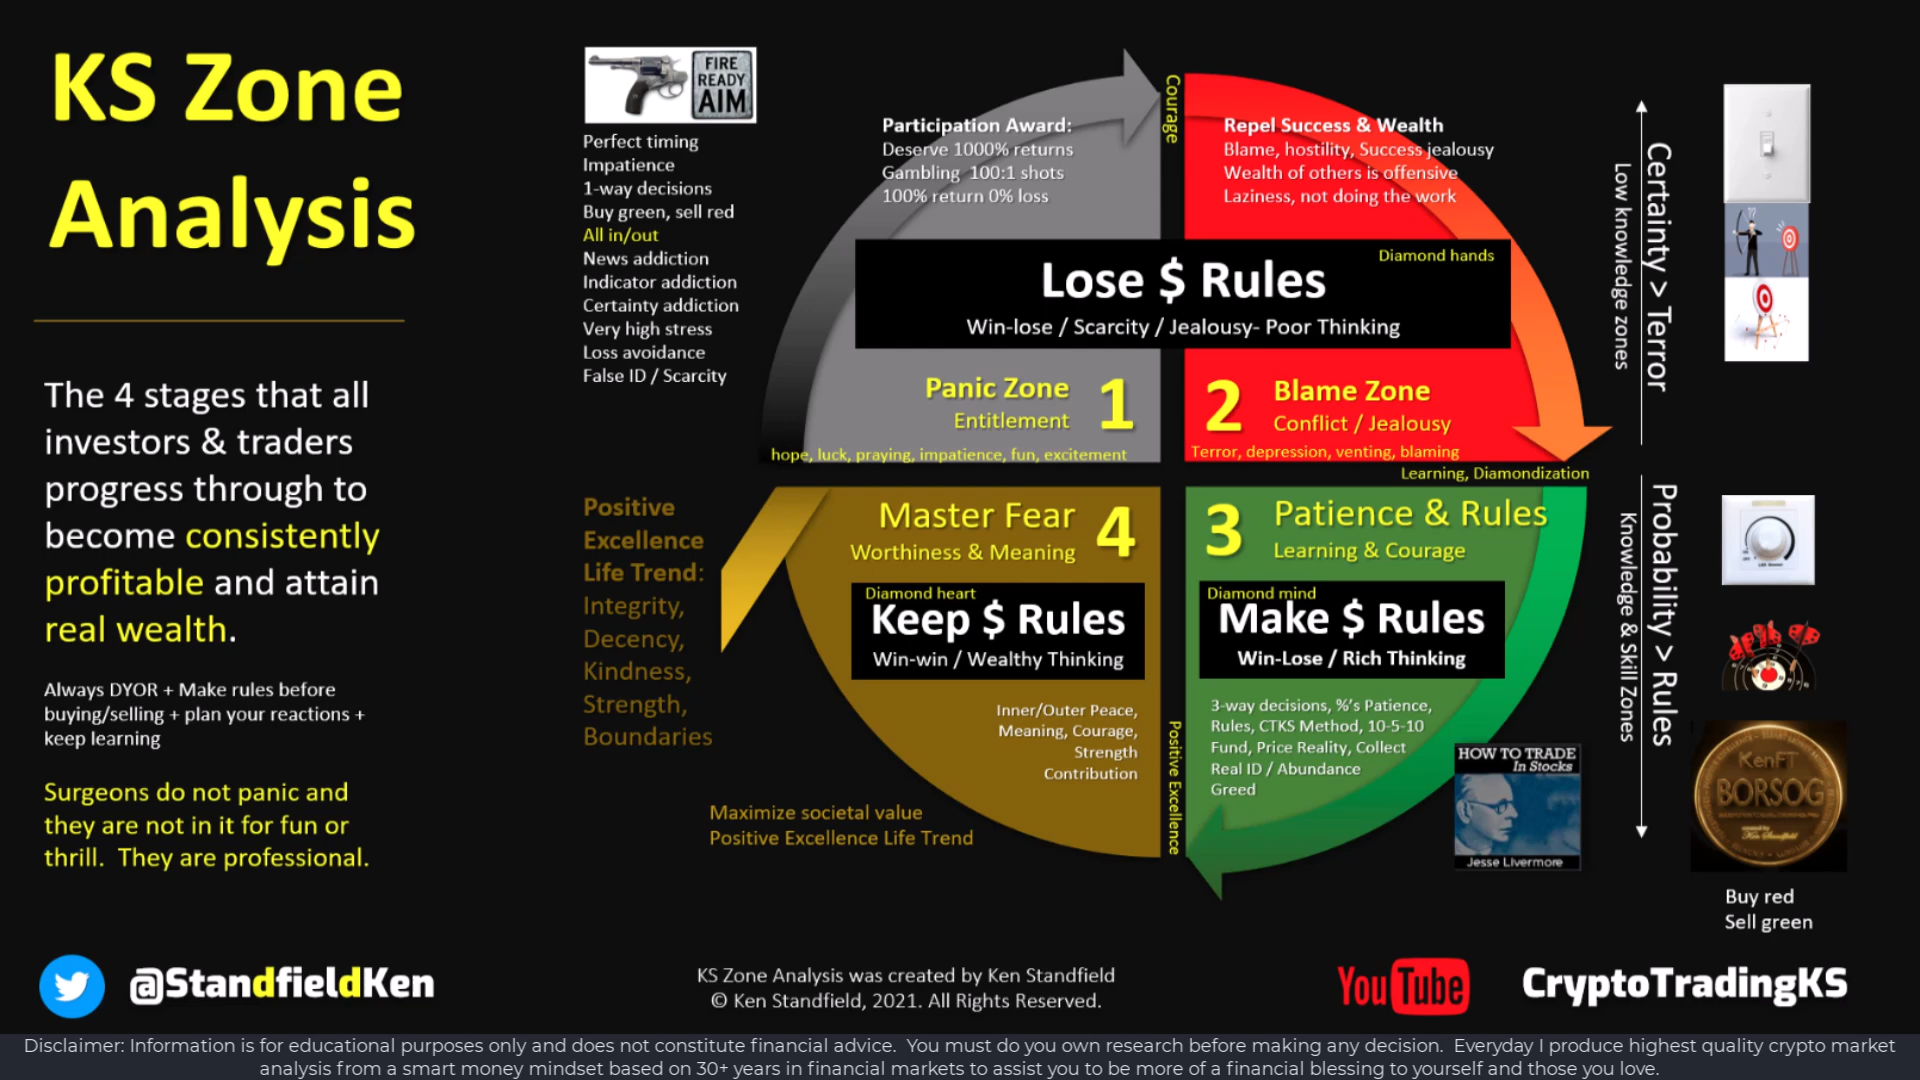 KS Zone
Analysis
The 4 stages that all
investors & traders
progress through to
become consistently
profitable and attain
real wealth.
Always DYOR + Make rules before
buying/selling + plan your reactions +
keep learning
Surgeons do not panic and
they are not in it for fun or
thrill. They are professional.
FIRE
READY
AIM
Perfect timing
Impatience
1-way decisions
Buy green, sell red
All in/out
News addiction
Indicator addiction
Certainty addiction
Very high stress
Loss avoidance
False ID / Scarcity
Participation Award:
Deserve 1000% returns
Gambling 100:1 shots
100% return 0% loss
Courage
Repel Success & Wealth
Blame, hostility, Success jealousy
Wealth of others is offensive
Laziness, not doing the work
Diamond hands
Lose $ Rules
Win-lose / Scarcity / Jealousy- Poor Thinking
Panic Zone
Entitlement
1
hope, luck, praying, impatience, fun, excitement
2
Blame Zone
Conflict / Jealousy
Terror, depression, venting, blaming
Learning, Diamondization
Certainty > Terror
Low knowledge zones
Positive
Excellence
Life Trend:
Integrity,
Decency,
Kindness,
Strength,
Boundaries
Master Fear
Worthiness & Meaning
4
Diamond heart
Keep $ Rules
Win-win / Wealthy Thinking
Inner/Outer Peace,
Meaning, Courage,
Strength
Contribution
Maximize societal value
Positive Excellence Life Trend
3
Patience & Rules
Learning & Courage
Diamond mind
Make $ Rules
Win-Lose / Rich Thinking
3-way decisions, %'s Patience,
Rules, CTKS Method, 10-5-10
Fund, Price Reality, Collect
Real ID / Abundance
Greed
Positive Excellence
HOW TO TRADE
In Stocks
Jesse Livermore
Probability > Rules
Knowledge & Skill Zones
KenFT
BORSOG
Buy red
Sell green
@StandfieldKen
KS Zone Analysis was created by Ken Standfield
© Ken Standfield, 2021. All Rights Reserved.
YouTube
CryptoTradingKS
Disclaimer: Information is for educational purposes only and does not constitute financial advice. You must do you own research before making any decision. Everyday I produce highest quality crypto market
analysis from a smart money mindset based on 30+ years in financial markets to assist you to be more of a financial blessing to yourself and those you love.